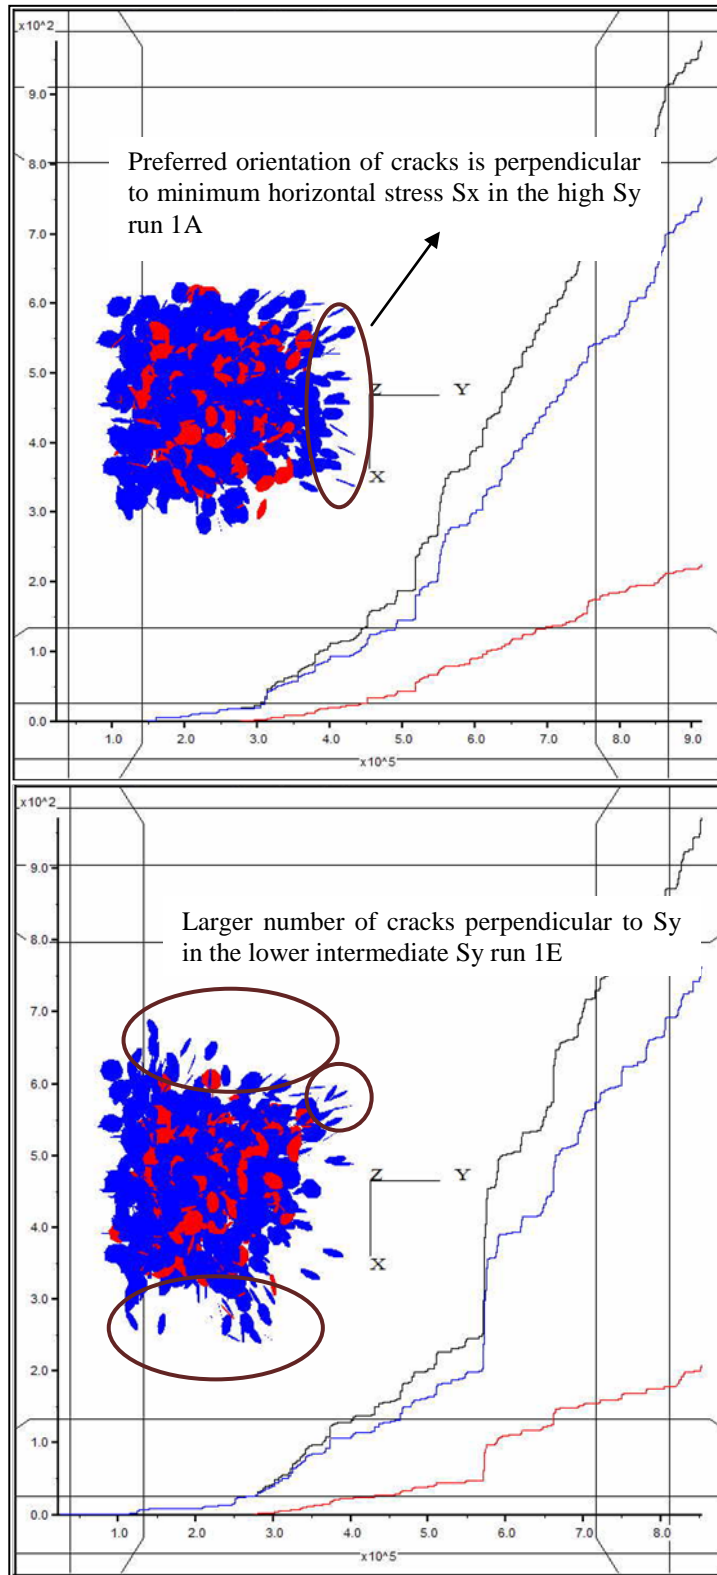 x10^2
9.0
8.0
Preferred orientation of cracks is perpendicular
to minimum horizontal stress Sx in the high Sy
run 1A
7.0
6.0
5.0
Z Y
4.0
X
3.0
2.0
1.0
0.0
1.0 2.0 3.0 4.0 5.0 6.0 7.0 8.0 9.0
x10^5
x10^2
9.0
Larger number of cracks perpendicular to Sy
in the lower intermediate Sy run 1E
8.0
7.0
6.0
5.0
Z Y
4.0
X
3.0
2.0
1.0
0.0
1.0 2.0 3.0 4.0 5.0 6.0 7.0 8.0
x10^5